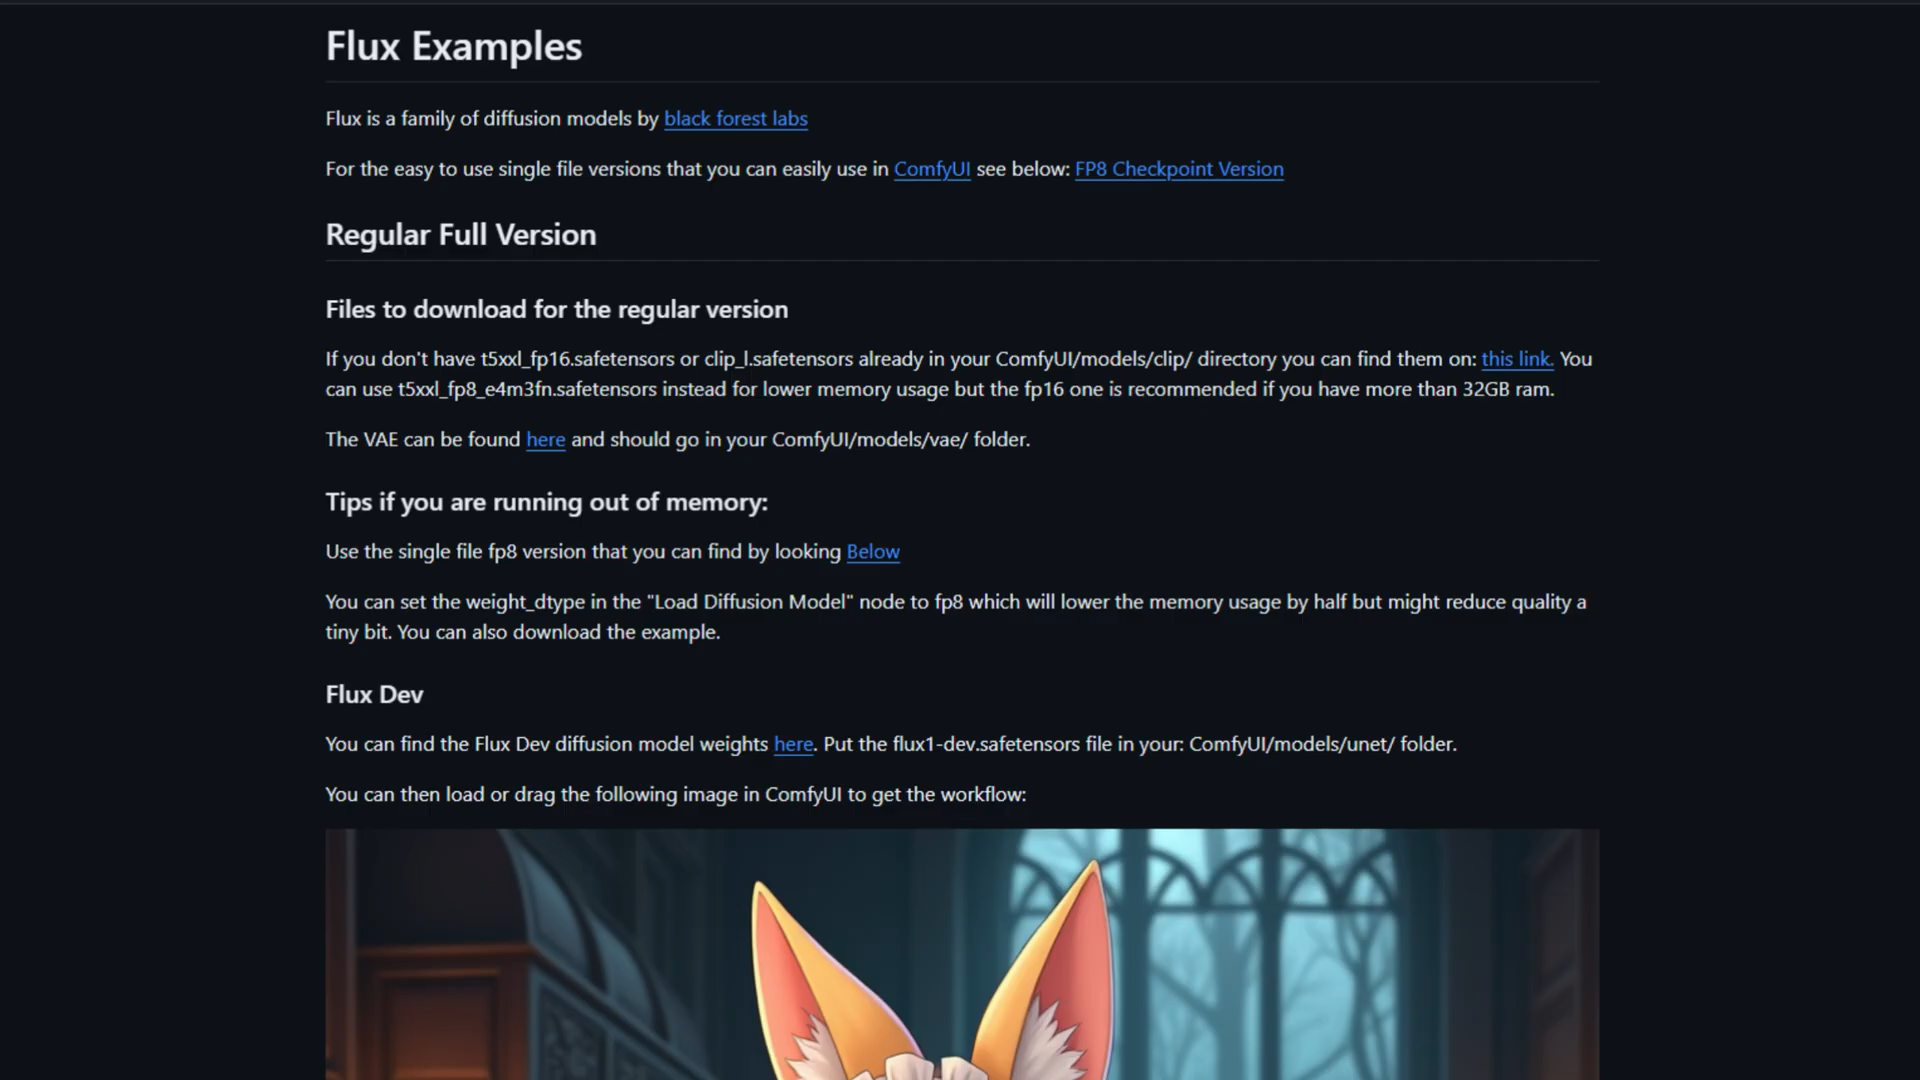 Flux Examples
Flux is a family of diffusion models by black forest labs
For the easy to use single file versions that you can easily use in ComfyUI see below: FP8 Checkpoint Version
Regular Full Version
Files to download for the regular version
If you don't have t5xxl_fp16.safetensors or clip_l.safetensors already in your ComfyUI/models/clip/ directory you can find them on: this link. You
can use t5xxl_fp8_e4m3fn.safetensors instead for lower memory usage but the fp16 one is recommended if you have more than 32GB ram.
The VAE can be found here and should go in your ComfyUI/models/vae/ folder.
Tips if you are running out of memory:
Use the single file fp8 version that you can find by looking Below
You can set the weight_dtype in the "Load Diffusion Model" node to fp8 which will lower the memory usage by half but might reduce quality a
tiny bit. You can also download the example.
Flux Dev
You can find the Flux Dev diffusion model weights here. Put the flux1-dev.safetensors file in your: ComfyUI/models/unet/ folder.
You can then load or drag the following image in ComfyUI to get the workflow: